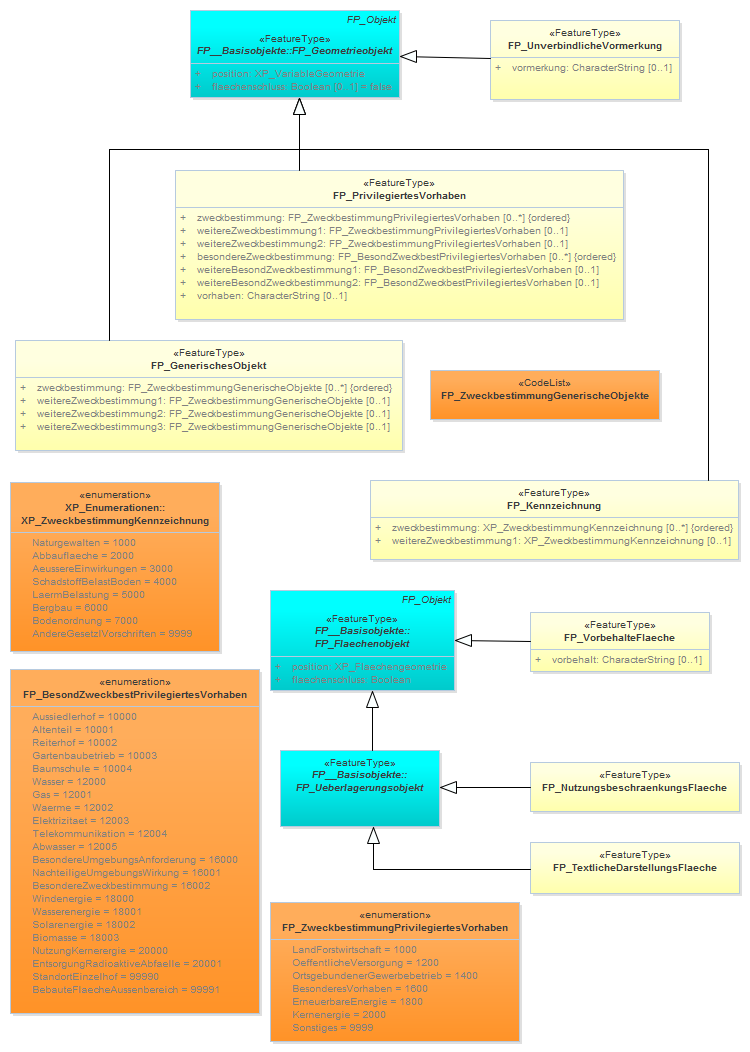 FP_Objekt
«FeatureType»
FP__Basisobjekte::FP_Geometrieobjekt
+ position: XP_VariableGeometrie
+ flaechenschluss: Boolean [0..1] = false
«FeatureType»
FP_UnverbindlicheVormerkung
+ vormerkung: CharacterString [0..1]
«FeatureType»
FP_PrivilegiertesVorhaben
+ zweckbestimmung: FP_ZweckbestimmungPrivilegiertesVorhaben [0..*] {ordered}
+ weitereZweckbestimmung1: FP_ZweckbestimmungPrivilegiertesVorhaben [0..1]
+ weitereZweckbestimmung2: FP_ZweckbestimmungPrivilegiertesVorhaben [0..1]
+ besondereZweckbestimmung: FP_BesondZweckbestPrivilegiertesVorhaben [0..*] {ordered}
+ weitereBesondZweckbestimmung1: FP_BesondZweckbestPrivilegiertesVorhaben [0..1]
+ weitereBesondZweckbestimmung2: FP_BesondZweckbestPrivilegiertesVorhaben [0..1]
+ vorhaben: CharacterString [0..1]
«FeatureType»
FP_GenerischesObjekt
+ zweckbestimmung: FP_ZweckbestimmungGenerischeObjekte [0..*] {ordered}
+ weitereZweckbestimmung1: FP_ZweckbestimmungGenerischeObjekte [0..1]
+ weitereZweckbestimmung2: FP_ZweckbestimmungGenerischeObjekte [0..1]
+ weitereZweckbestimmung3: FP_ZweckbestimmungGenerischeObjekte [0..1]
«CodeList»
FP_ZweckbestimmungGenerischeObjekte
«enumeration»
XP_Enumerationen::
XP_ZweckbestimmungKennzeichnung
Naturgewalten = 1000
Abbauflaeche = 2000
AeussereEinwirkungen = 3000
SchadstoffBelastBoden = 4000
LaermBelastung = 5000
Bergbau = 6000
Bodenordnung = 7000
AndereGesetzlVorschriften = 9999
«FeatureType»
FP_Kennzeichnung
+ zweckbestimmung: XP_ZweckbestimmungKennzeichnung [0..*] {ordered}
+ weitereZweckbestimmung1: XP_ZweckbestimmungKennzeichnung [0..1]
FP_Objekt
«FeatureType»
FP__Basisobjekte::
FP_Flaechenobjekt
+ position: XP_Flaechengeometrie
+ flaechenschluss: Boolean
«FeatureType»
FP_VorbehalteFlaeche
+ vorbehalt: CharacterString [0..1]
«enumeration»
FP_BesondZweckbestPrivilegiertesVorhaben
Aussiedlerhof = 10000
Altenteil = 10001
Reiterhof = 10002
Gartenbaubetrieb = 10003
Baumschule = 10004
Wasser = 12000
Gas = 12001
Waerme = 12002
Elektrizitaet = 12003
Telekommunikation = 12004
Abwasser = 12005
BesondereUmgebungsAnforderung = 16000
NachteiligeUmgebungsWirkung = 16001
BesondereZweckbestimmung = 16002
Windenergie = 18000
Wasserenergie = 18001
Solarenergie = 18002
Biomasse = 18003
NutzungKernerergie = 20000
EntsorgungRadioaktiveAbfaelle = 20001
StandortEinzelhof = 99990
BebauteFlaecheAussenbereich = 99991
«FeatureType»
FP__Basisobjekte::
FP_Ueberlagerungsobjekt
«FeatureType»
FP_NutzungsbeschraenkungsFlaeche
«FeatureType»
FP_TextlicheDarstellungsFlaeche
«enumeration»
FP_ZweckbestimmungPrivilegiertesVorhaben
LandForstwirtschaft = 1000
OeffentlicheVersorgung = 1200
OrtsgebundenerGewerbebetrieb = 1400
BesonderesVorhaben = 1600
ErneuerbareEnergie = 1800
Kernenergie = 2000
Sonstiges = 9999